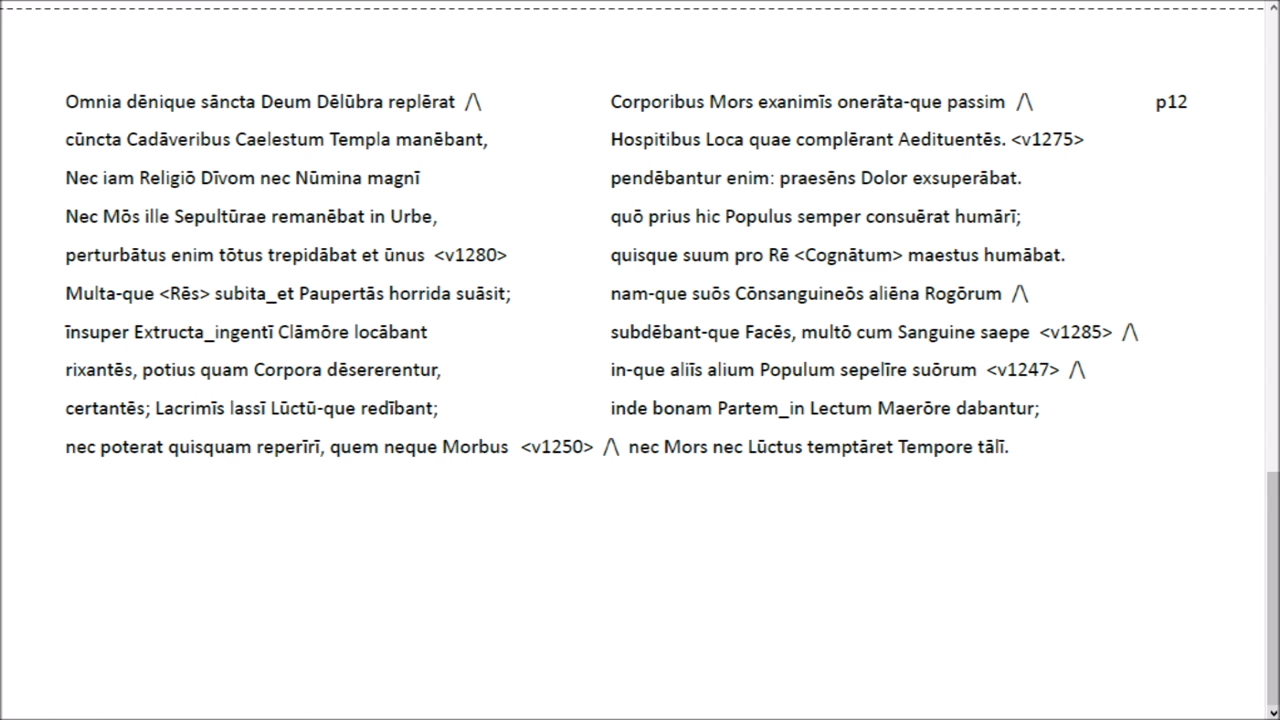 Omnia dēnique sāncta Deum Dēlūbra replērat /\ Corporibus Mors exanimīs onerāta-que passim /\ p12
cūncta Cadāveribus Caelestum Templa manēbant, Hospitibus Loca quae complērant Aedituentēs. <v1275>
Nec iam Religiō Dīvom nec Nūmina magnī pendēbantur enim: praesēns Dolor exsuperābat.
Nec Mōs ille Sepultūrae remanēbat in Urbe, quō prius hic Populus semper consuērat humārī;
perturbātus enim tōtus trepidābat et ūnus <v1280> quisque suum pro Rē <Cognātum> maestus humābat.
Multa-que <Rēs> subita_et Paupertās horrida suāsit; nam-que suōs Cōnsanguineōs aliēna Rogōrum /\
īnsuper Extructa_ingentī Clāmōre locābant subdēbant-que Facēs, multō cum Sanguine saepe <v1285> /\
rixantēs, potius quam Corpora dēsererentur, in-que aliīs alium Populum sepelīre suōrum <v1247> /\
certantēs; Lacrimīs lassī Lūctū-que redībant; inde bonam Partem_in Lectum Maerōre dabantur;
nec poterat quisquam reperīrī, quem neque Morbus <v1250> /\ nec Mors nec Lūctus temptāret Tempore tālī.